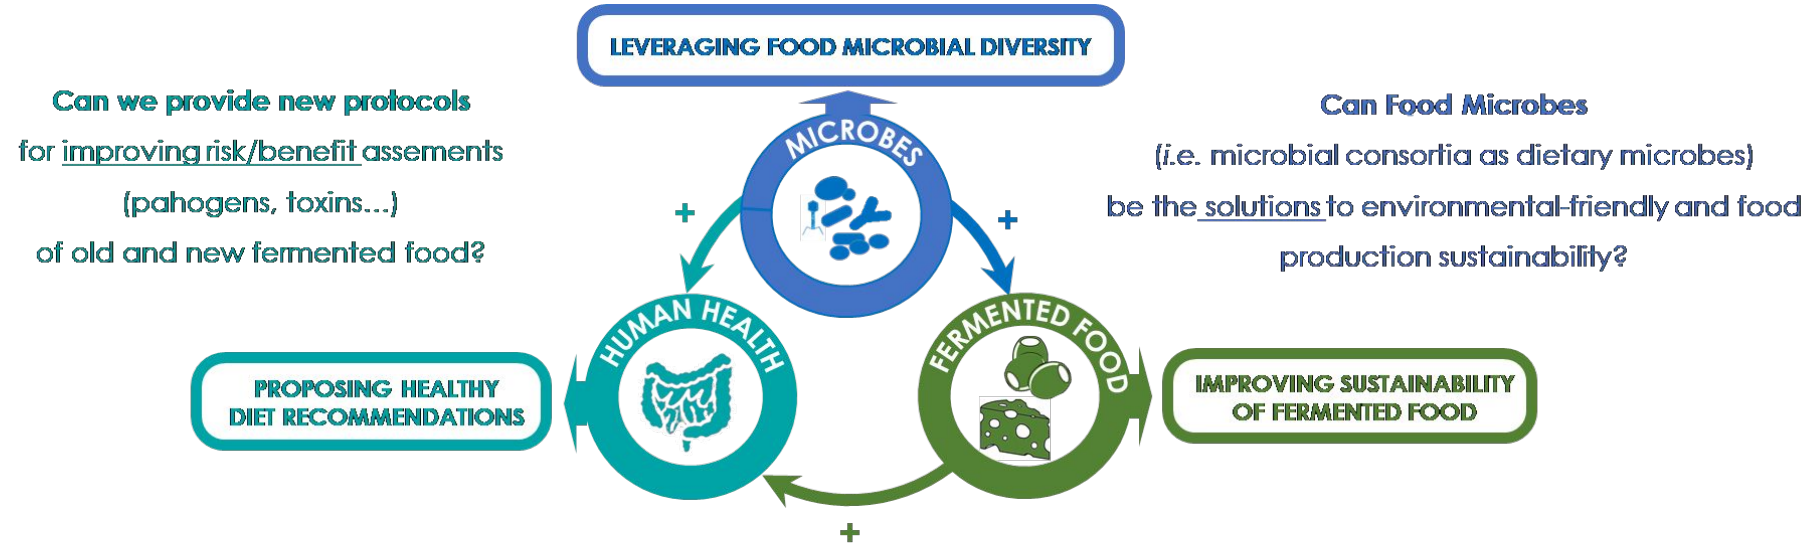 LEVERAGING FOOD MICROBIAL DIVERSITY
Can we provide new protocols
for improving risk/benefit assements
(pahogens, toxins...)
of old and new fermented food?
Can Food Microbes
(i.e. microbial consortia as dietary microbes)
be the solutions to environmental-friendly and food
production sustainability?
MICROBES
+
+
HUMAN HEALTH
FERMENTED FOOD
PROPOSING HEALTHY
DIET RECOMMENDATIONS
IMPROVING SUSTAINABILITY
OF FERMENTED FOOD
+